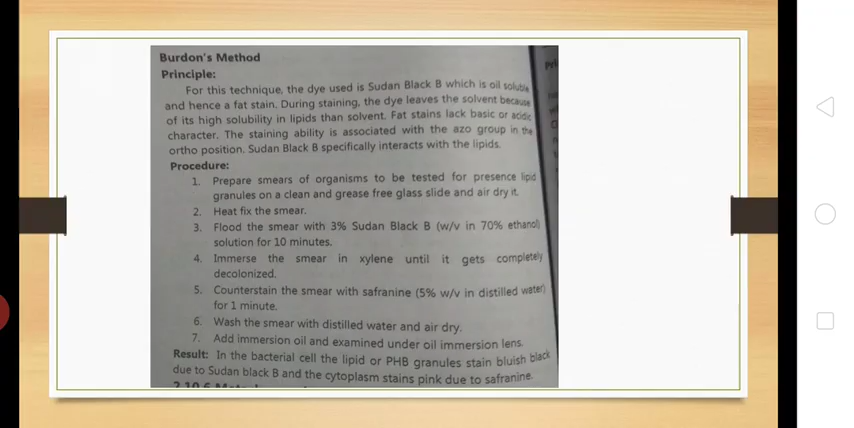 Burdon's Method
Principle:
For this technique, the dye used is Sudan Black B which is oil soluble
and hence a fat stain. During staining, the dye leaves the solvent because
of its high solubility in lipids than solvent. Fat stains lack basic or acidic
character. The staining ability is associated with the azo group in the
ortho position. Sudan Black B specifically interacts with the lipids.
Procedure:
1. Prepare smears of organisms to be tested for presence lipid
granules on a clean and grease free glass slide and air dry it.
2. Heat fix the smear.
3. Flood the smear with 3% Sudan Black B (w/v in 70% ethanol)
solution for 10 minutes.
4. Immerse the smear in xylene until it gets completely
decolonized.
5. Counterstain the smear with safranine (5% w/v in distilled water)
for 1 minute.
6. Wash the smear with distilled water and air dry.
7. Add immersion oil and examined under oil immersion lens.
Result: In the bacterial cell the lipid or PHB granules stain bluish black
due to Sudan black B and the cytoplasm stains pink due to safranine.